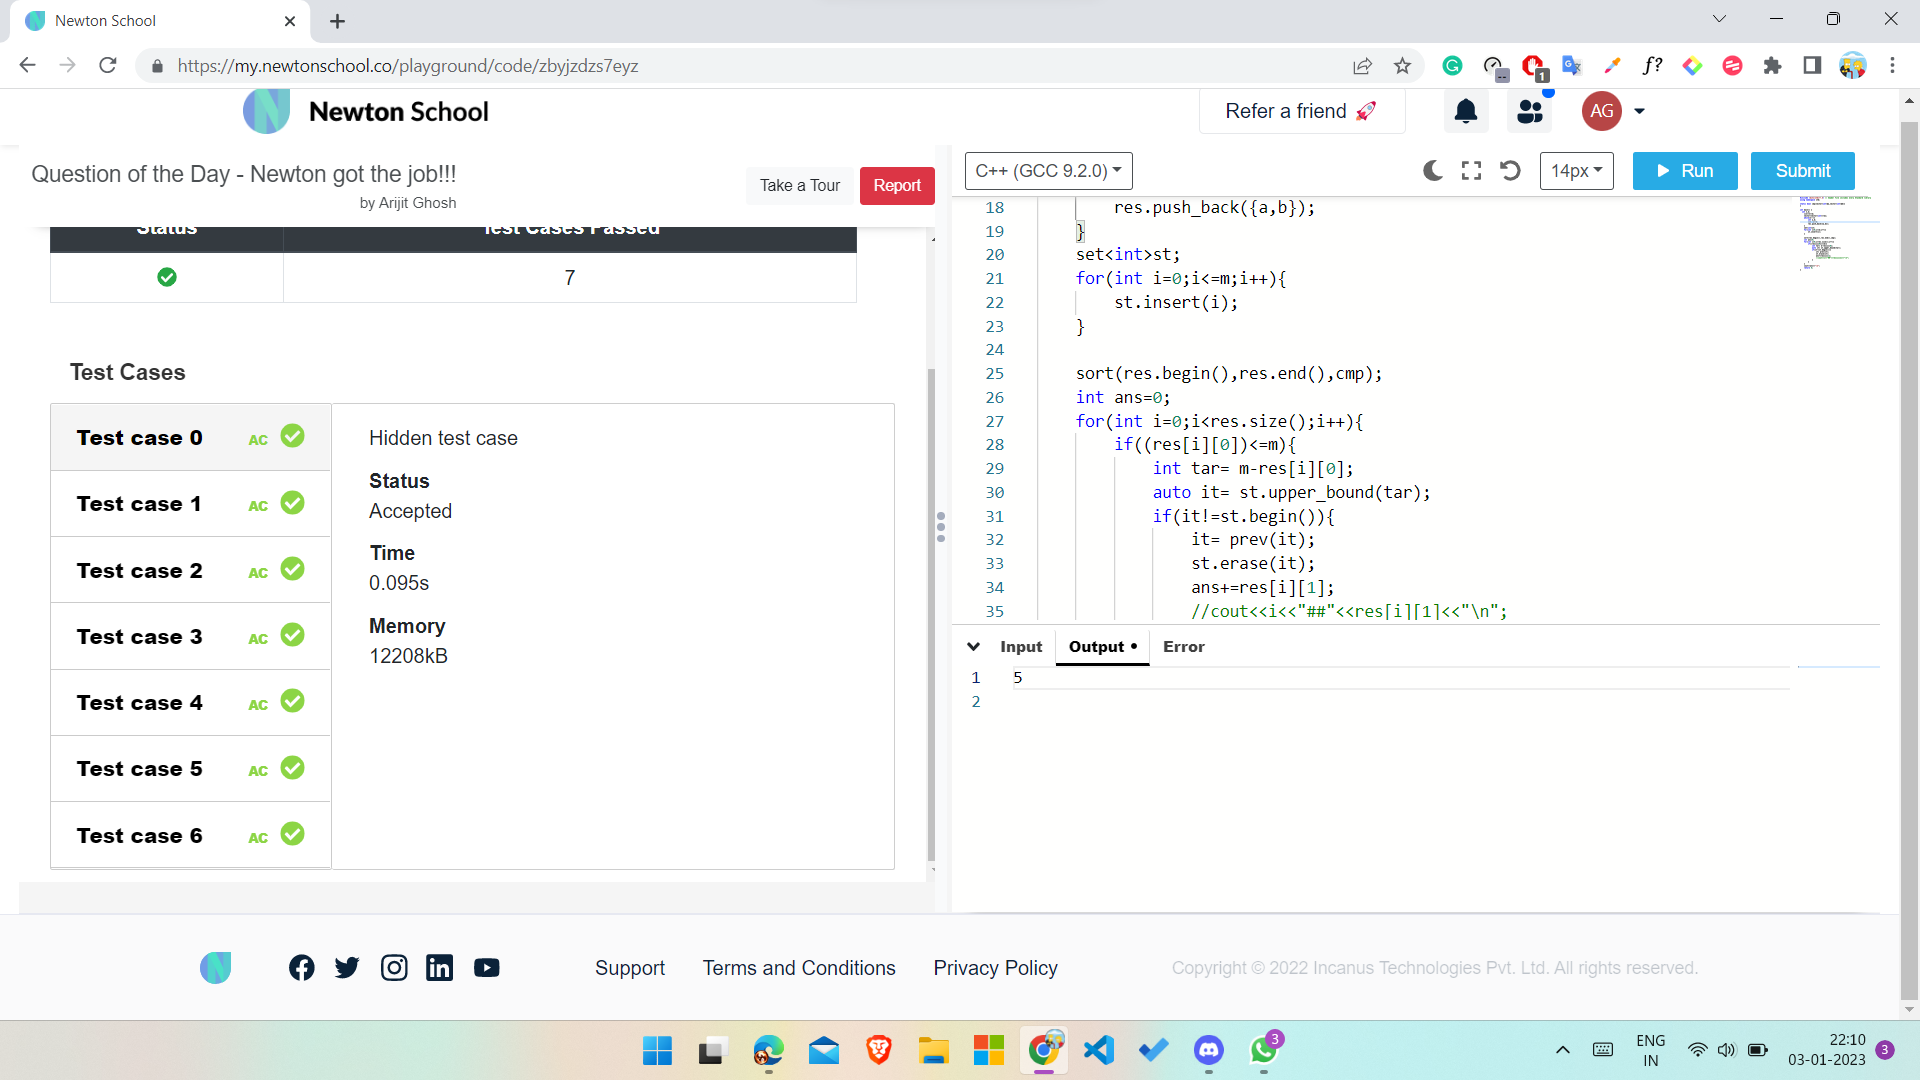 Newton School
https://my.newtonschool.co/playground/code/zbyjzdzs7eyz
1
Newton School
Refer a friend 🚀
AG
Question of the Day - Newton got the job!!!
by Arijit Ghosh
Take a Tour
Report
C++ (GCC 9.2.0)
14px
Run
Submit
Status
Test Cases Passed
7
Test Cases
Test case 0 AC
Test case 1 AC
Test case 2 AC
Test case 3 AC
Test case 4 AC
Test case 5 AC
Test case 6 AC
Hidden test case
Status
Accepted
Time
0.095s
Memory
12208kB
18 res.push_back({a,b});
19 }
20 set<int>st;
21 for(int i=0;i<=m;i++){
22 st.insert(i);
23 }
24
25 sort(res.begin(),res.end(),cmp);
26 int ans=0;
27 for(int i=0;i<res.size();i++){
28 if((res[i][0])<=m){
29 int tar= m-res[i][0];
30 auto it= st.upper_bound(tar);
31 if(it!=st.begin()){
32 it= prev(it);
33 st.erase(it);
34 ans+=res[i][1];
35 //cout<<i<<"##"<<res[i][1]<<"\n";
Input
Output •
Error
1 5
2
Support
Terms and Conditions
Privacy Policy
Copyright © 2022 Incanus Technologies Pvt. Ltd. All rights reserved.
3
ENG
IN
22:10
03-01-2023
3